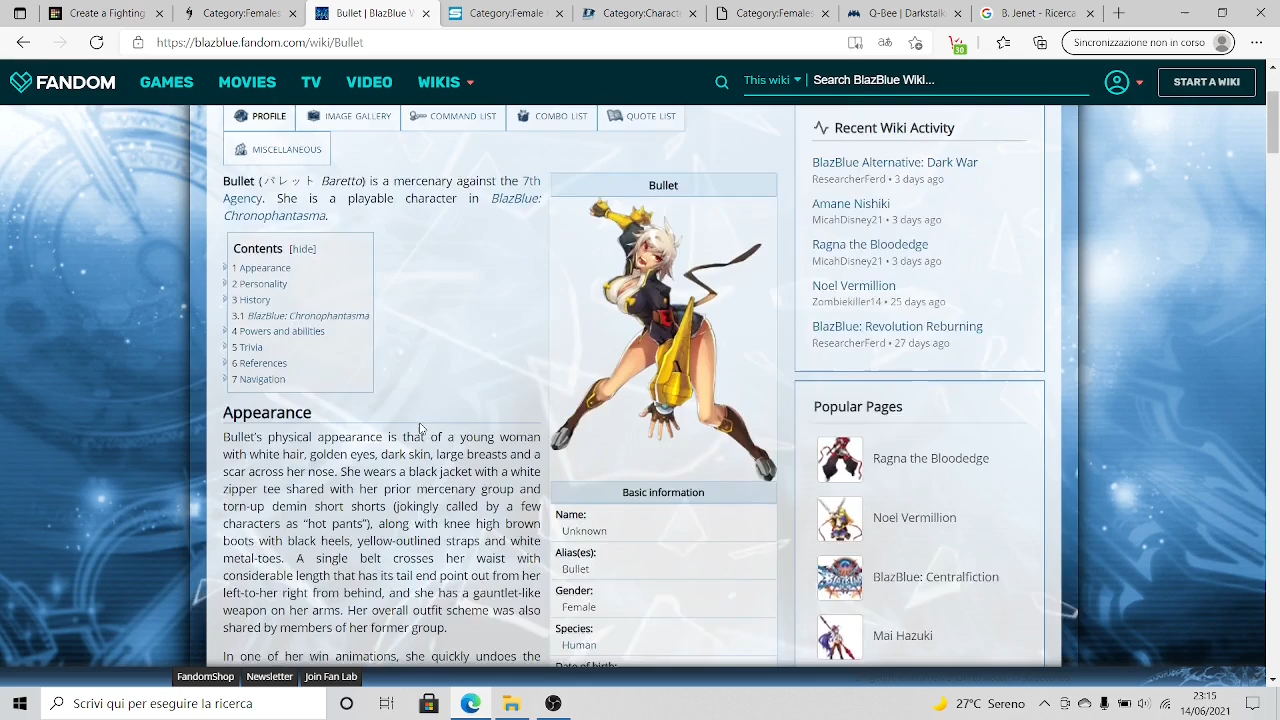 Create a Fighting
Settings
Bullet | BlazBlue W
Category:Female
Category:Characte
Category:Females
Q-Bee | Darkstalk
B. Jenet - Ricerca
https://blazblue.fandom.com/wiki/Bullet
30
Sincronizzazione non in corso
FANDOM
GAMES
MOVIES
TV
VIDEO
WIKIS
This wiki
Search BlazBlue Wiki...
START A WIKI
PROFILE
IMAGE GALLERY
COMMAND LIST
COMBO LIST
QUOTE LIST
MISCELLANEOUS
Bullet (バレット Baretto) is a mercenary against the 7th
Agency. She is a playable character in BlazBlue:
Chronophantasma.
Contents [hide]
1 Appearance
2 Personality
3 History
3.1 BlazBlue: Chronophantasma
4 Powers and abilities
5 Trivia
6 References
7 Navigation
Appearance
Bullet's physical appearance is that of a young woman
with white hair, golden eyes, dark skin, large breasts and a
scar across her nose. She wears a black jacket with a white
zipper tee shared with her prior mercenary group and
torn-up demin short shorts (jokingly called by a few
characters as "hot pants"), along with knee high brown
boots with black heels, yellow-outlined straps and white
metal-toes. A single belt crosses her waist with
considerable length that has its tail end point out from her
left-to-her right from behind, and she has a gauntlet-like
weapon on her arms. Her overall outfit scheme was also
shared by members of her former group.
In one of her win animations, she quickly undoes the
Bullet
Basic information
Name:
Unknown
Alias(es):
Bullet
Gender:
Female
Species:
Human
Date of birth:
Recent Wiki Activity
BlazBlue Alternative: Dark War
ResearcherFerd • 3 days ago
Amane Nishiki
MicahDisney21 • 3 days ago
Ragna the Bloodedge
MicahDisney21 • 3 days ago
Noel Vermillion
Zombiekiller14 • 25 days ago
BlazBlue: Revolution Reburning
ResearcherFerd • 27 days ago
Popular Pages
Ragna the Bloodedge
Noel Vermillion
BlazBlue: Centralfiction
Mai Hazuki
FandomShop
Newsletter
Join Fan Lab
Scrivi qui per eseguire la ricerca
27°C Sereno
23:15
14/06/2021